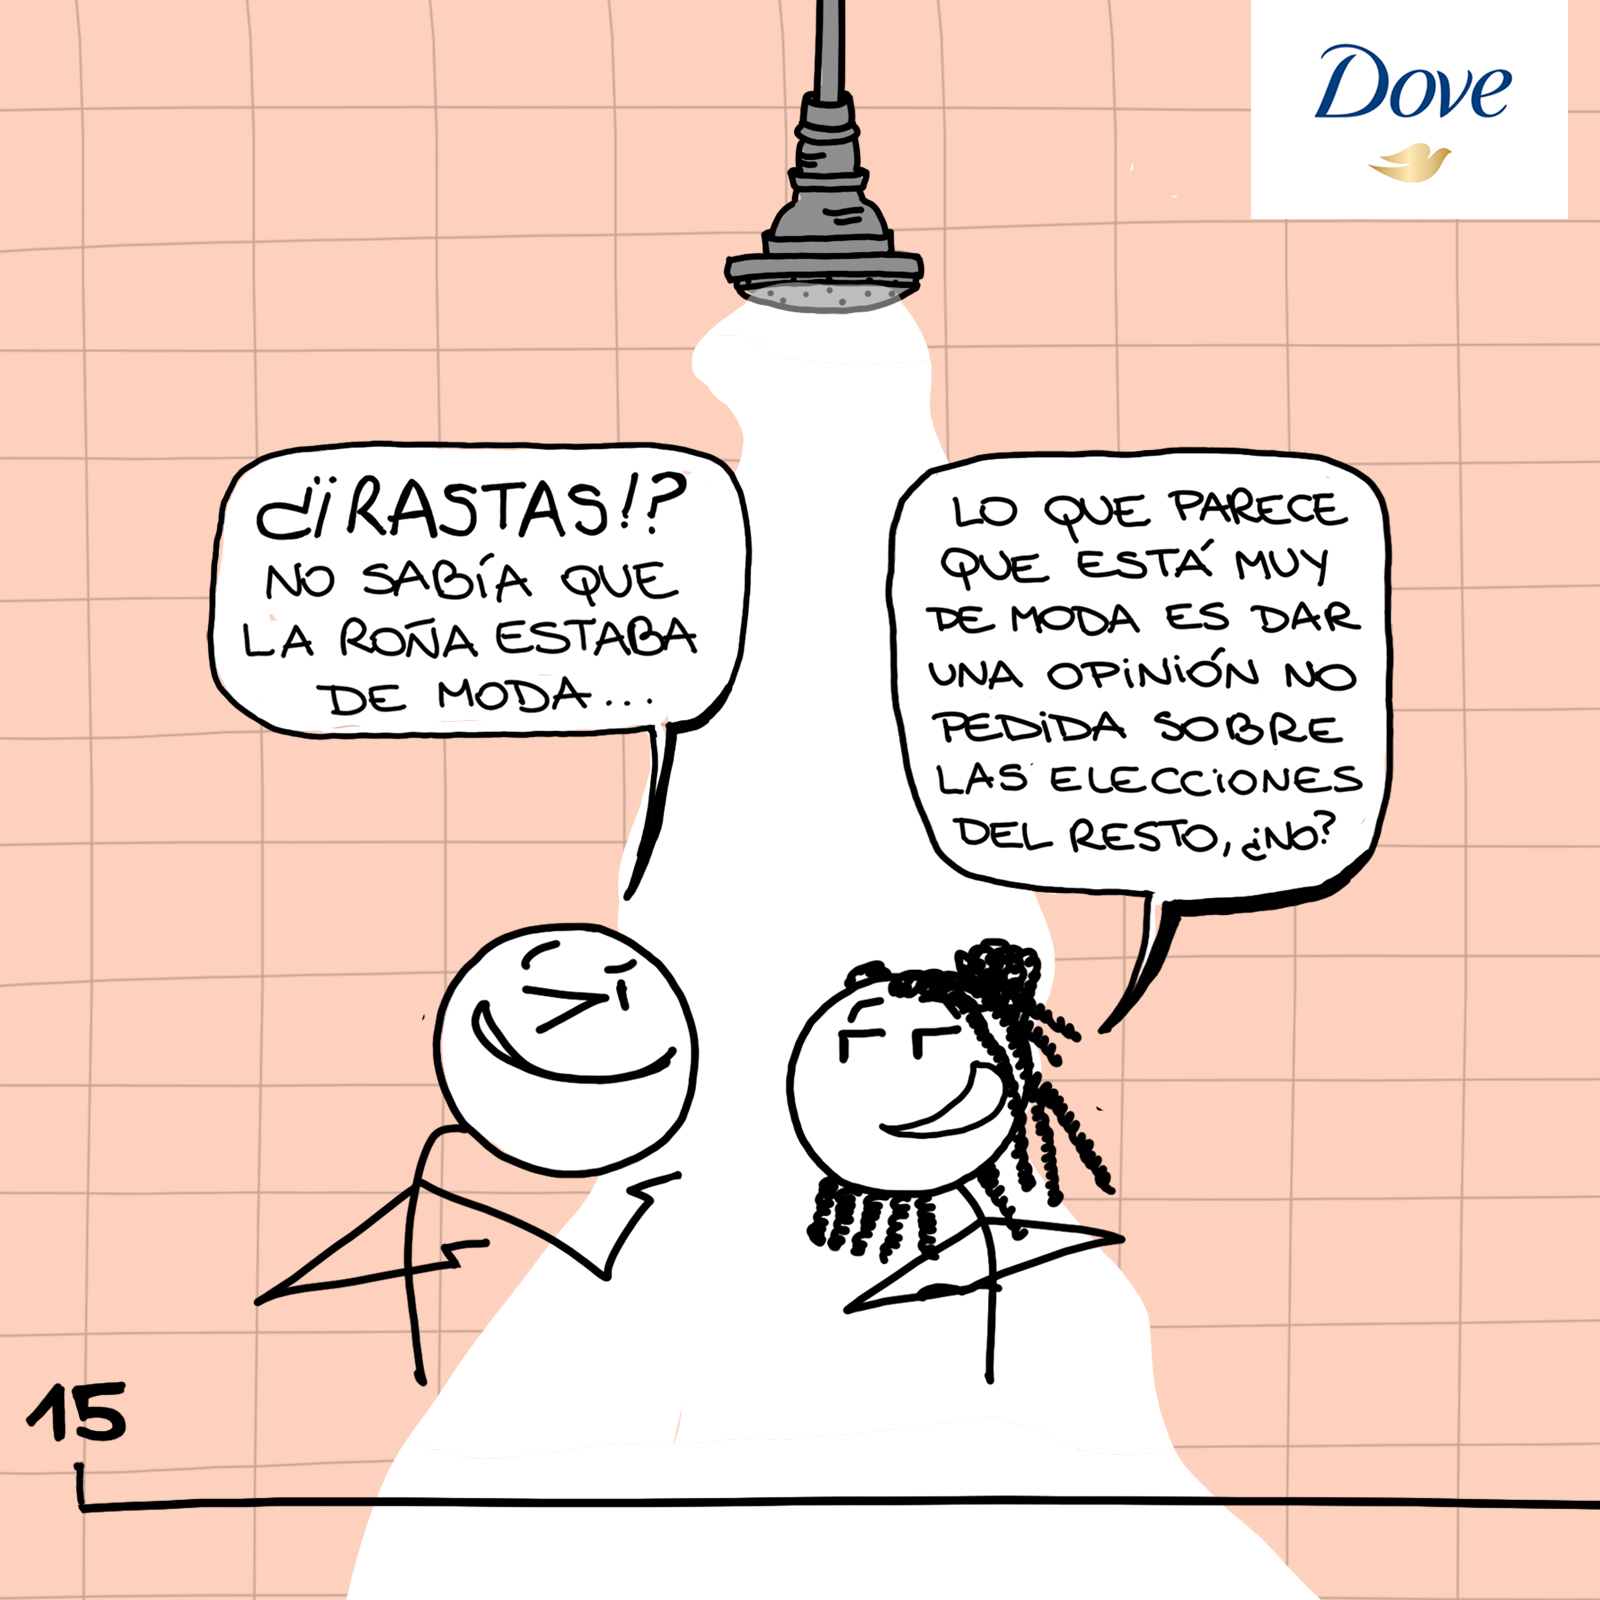 Dove
¿¡RASTAS!?
NO SABÍA QUE
LA ROÑA ESTABA
DE MODA...
LO QUE PARECE
QUE ESTÁ MUY
DE MODA ES DAR
UNA OPINIÓN NO
PEDIDA SOBRE
LAS ELECCIONES
DEL RESTO, ¿NO?
15